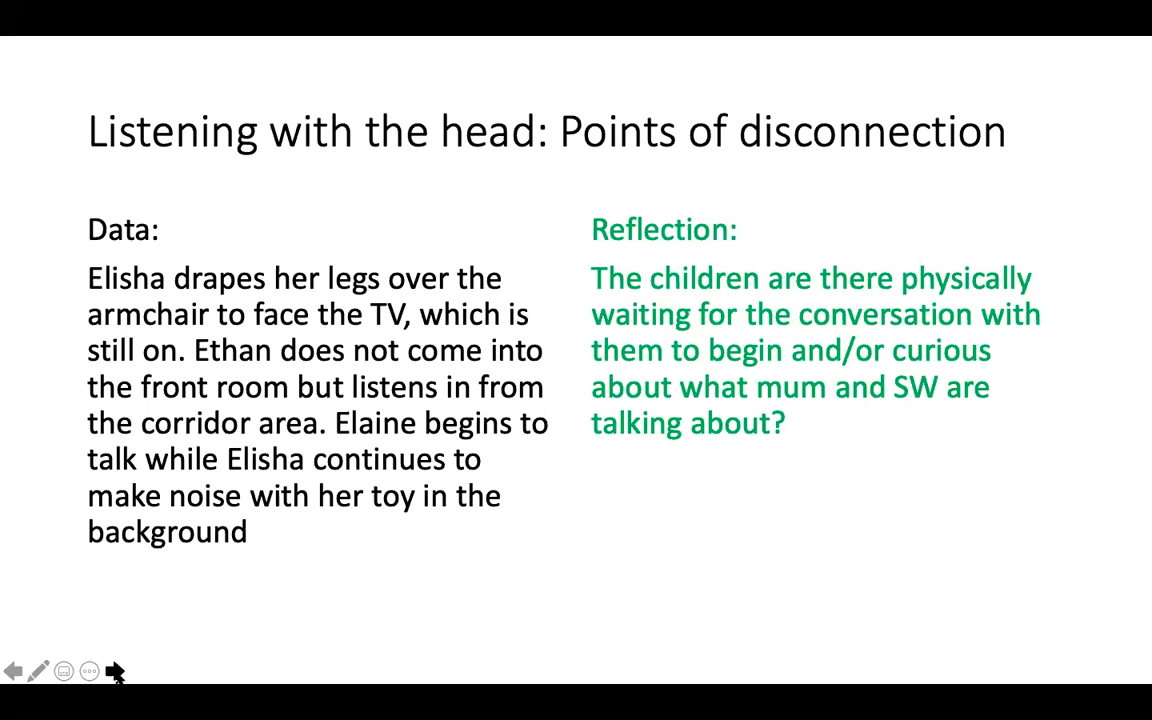 Listening with the head: Points of disconnection
Data:
Elisha drapes her legs over the
armchair to face the TV, which is
still on. Ethan does not come into
the front room but listens in from
the corridor area. Elaine begins to
talk while Elisha continues to
make noise with her toy in the
background
Reflection:
The children are there physically
waiting for the conversation with
them to begin and/or curious
about what mum and SW are
talking about?